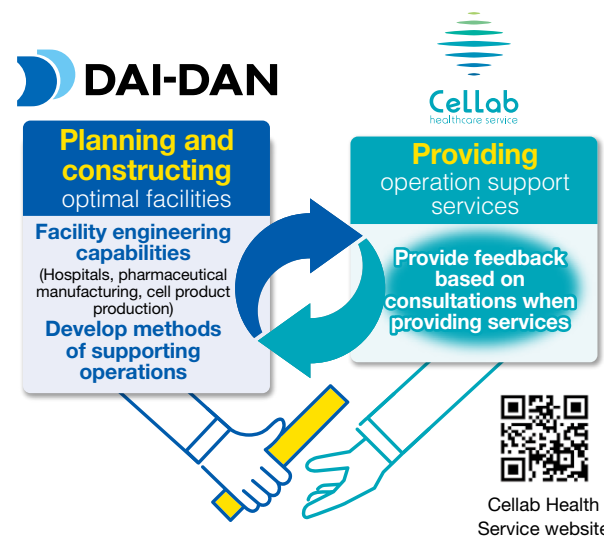 DAI-DAN
Cellab
healthcare service
Planning and
constructing
optimal facilities
Facility engineering
capabilities
(Hospitals, pharmaceutical
manufacturing, cell product
production)
Develop methods
of supporting
operations
Providing
operation support
services
Provide feedback
based on
consultations when
providing services
Cellab Health
Service website